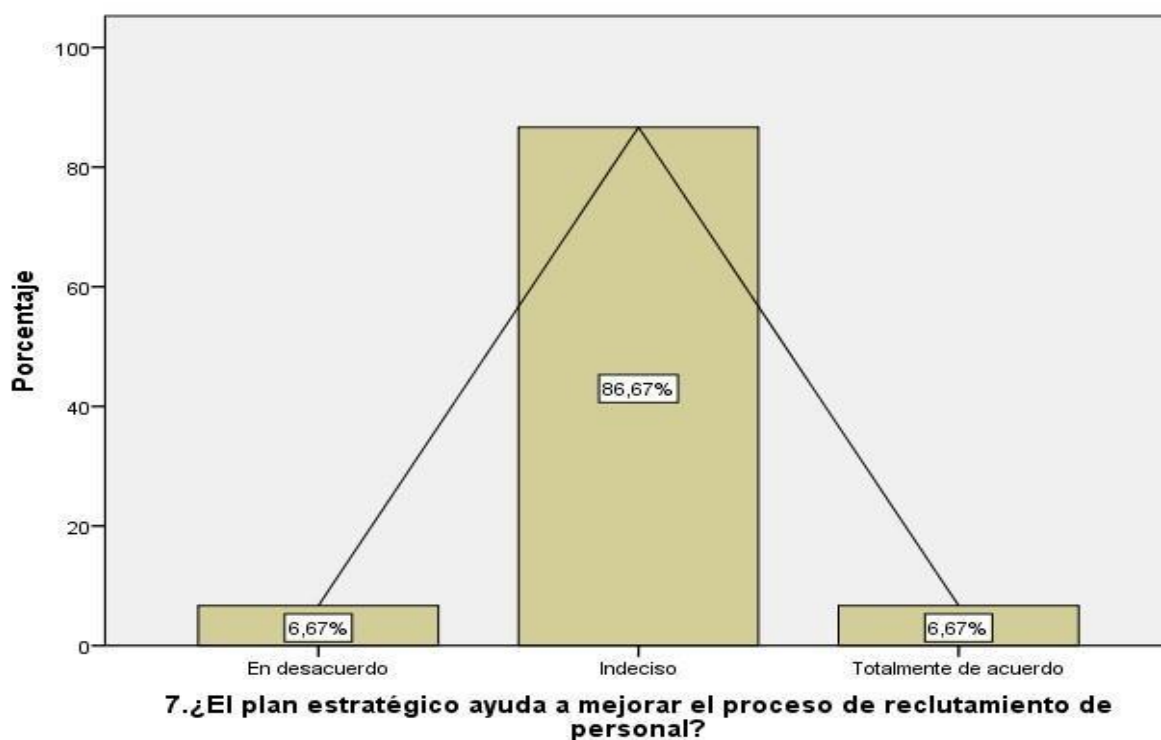 Porcentaje
100
80
60
40
20
0
86,67%
6,67%
6,67%
En desacuerdo
Indeciso
Totalmente de acuerdo
7.¿El plan estratégico ayuda a mejorar el proceso de reclutamiento de
personal?